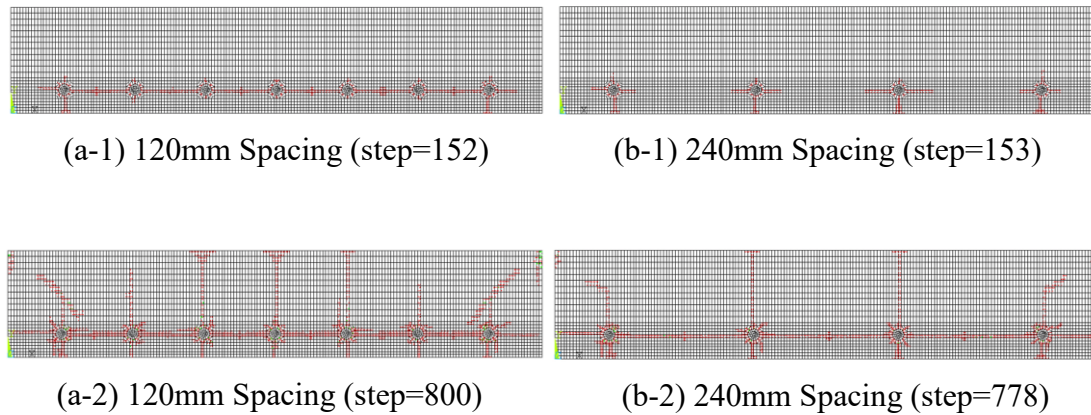 (a-1) 120mm Spacing (step=152)
(b-1) 240mm Spacing (step=153)
(a-2) 120mm Spacing (step=800)
(b-2) 240mm Spacing (step=778)